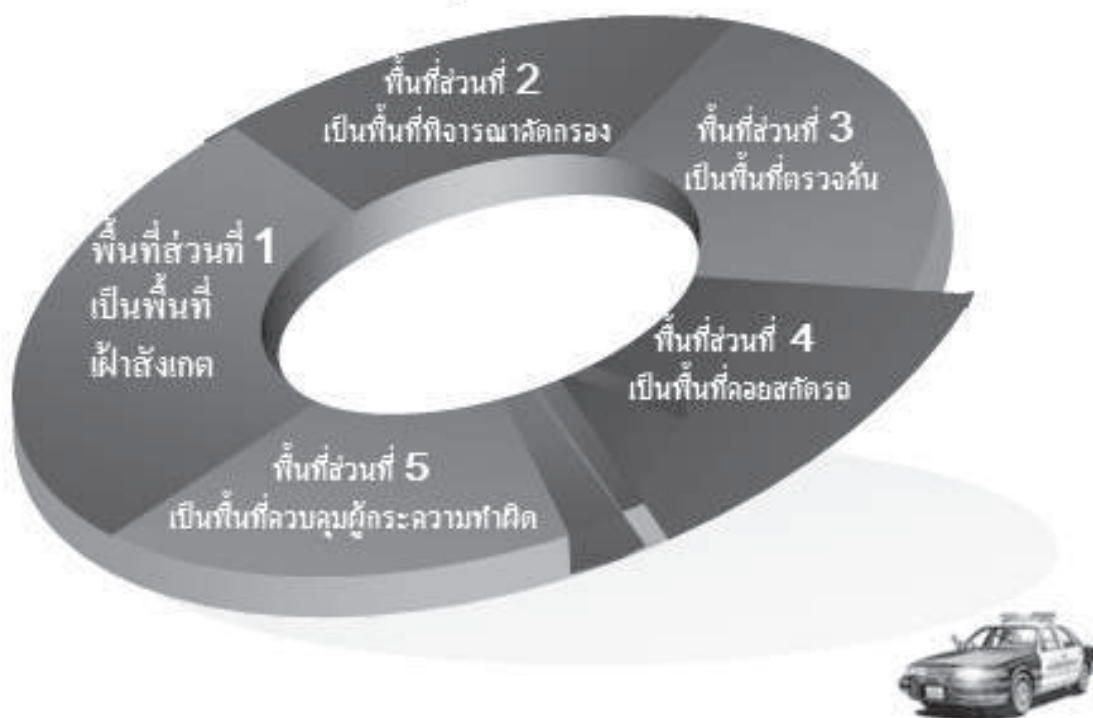 พื้นที่ส่วนที่ 1
เป็นพื้นที่
เฝ้าสังเกต
พื้นที่ส่วนที่ 2
เป็นพื้นที่พิจารณาคัดกรอง
พื้นที่ส่วนที่ 3
เป็นพื้นที่ตรวจค้น
พื้นที่ส่วนที่ 4
เป็นพื้นที่คอยสกัดรถ
พื้นที่ส่วนที่ 5
เป็นพื้นที่ควบคุมผู้กระความทำผิด